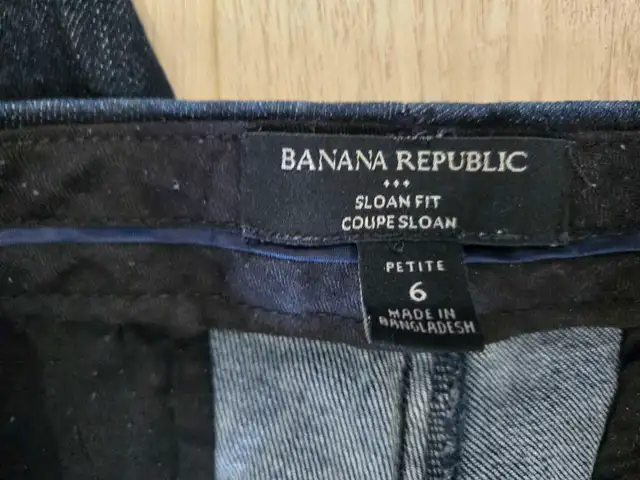 BANANA REPUBLIC
SLOAN FIT
COUPE SLOAN
PETITE
6
MADE IN
BANGLADESH